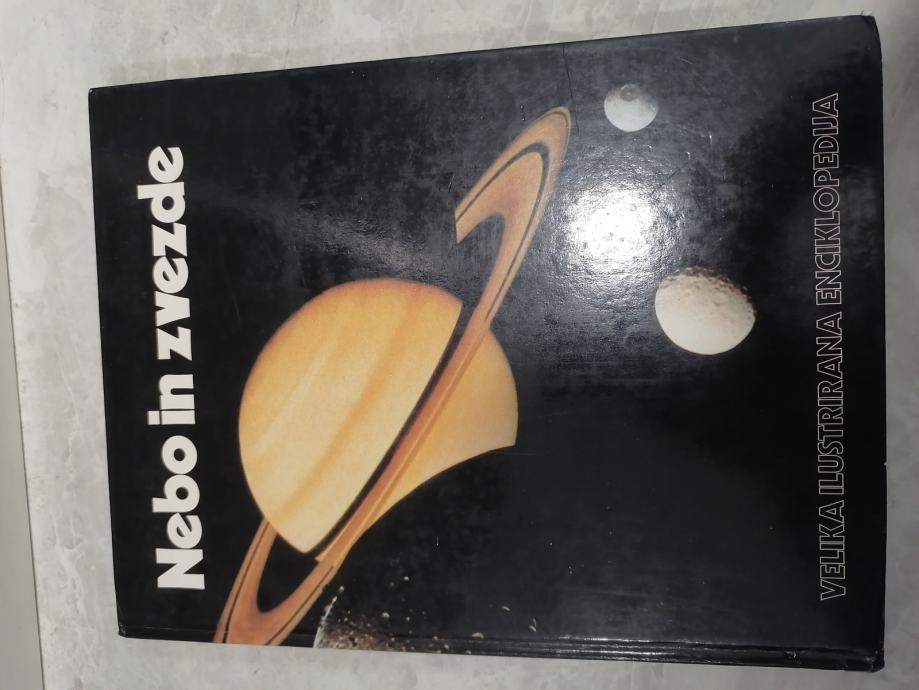 Nebo in zvezde
VELIKA ILUSTRIRANA ENCIKLOPEDIJA